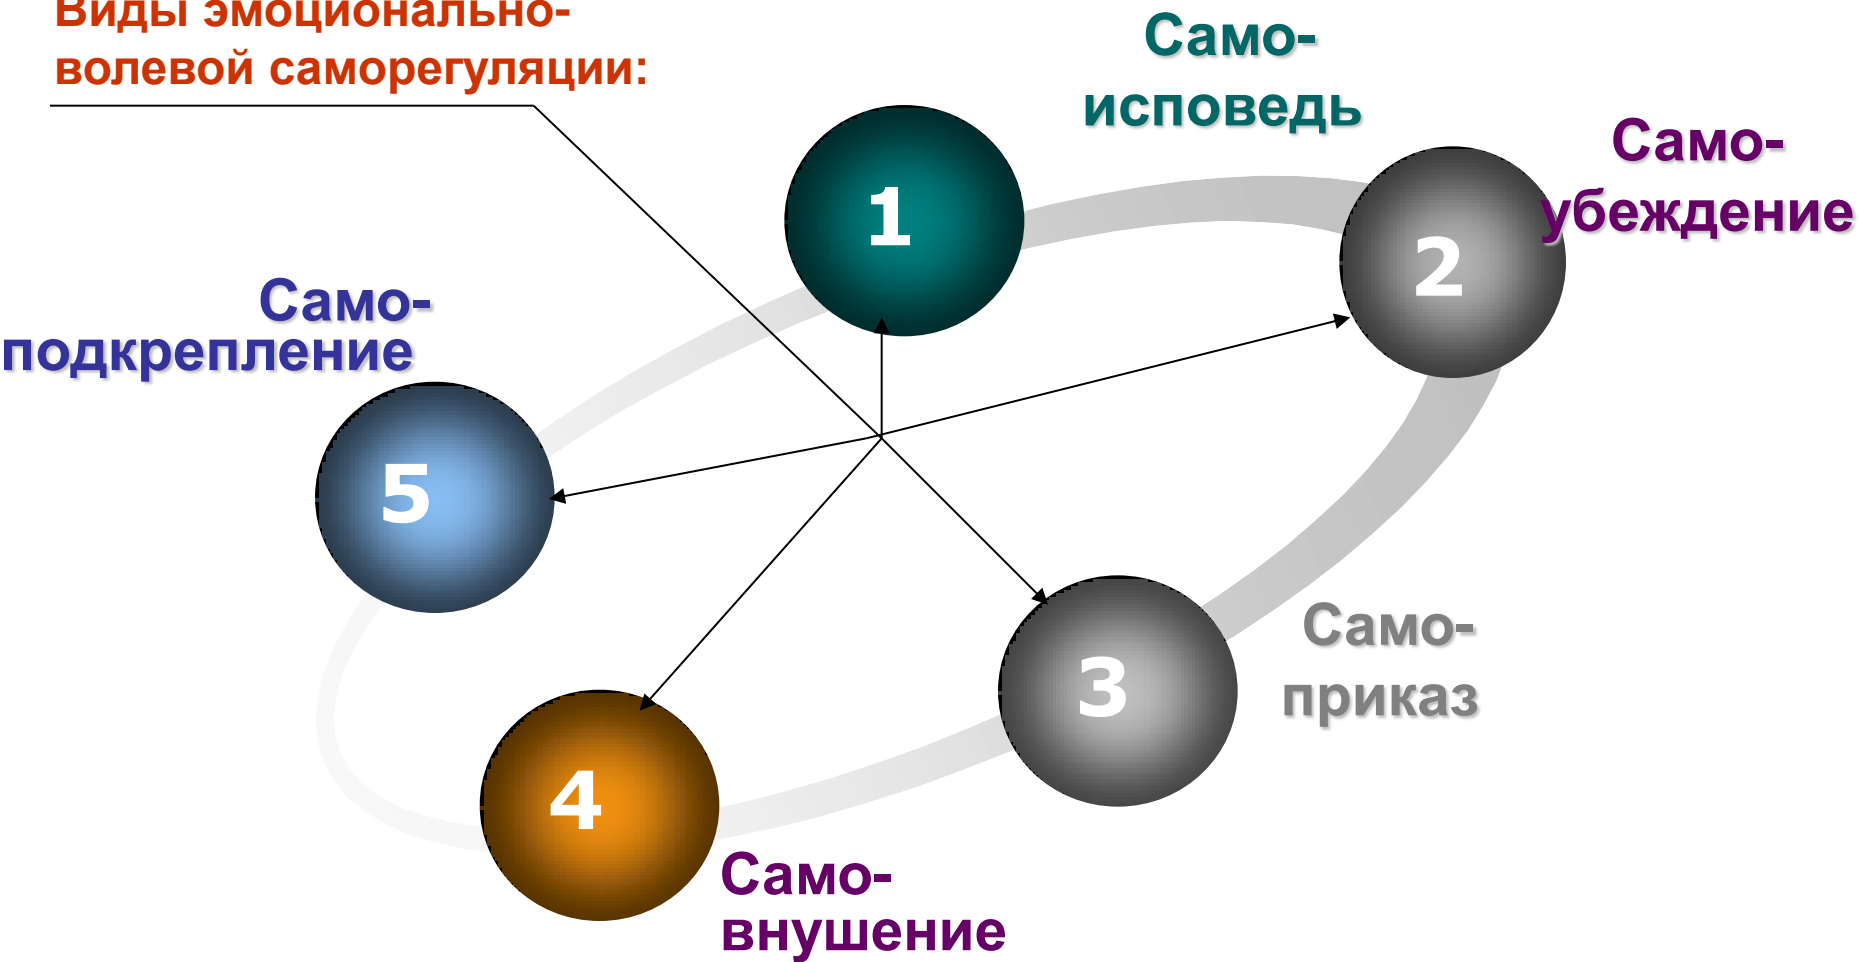 Виды эмоционально-
волевой саморегуляции:
1
Само-
исповедь
2
Само-
убеждение
3
Само-
приказ
4
Само-
внушение
5
Само-
подкрепление